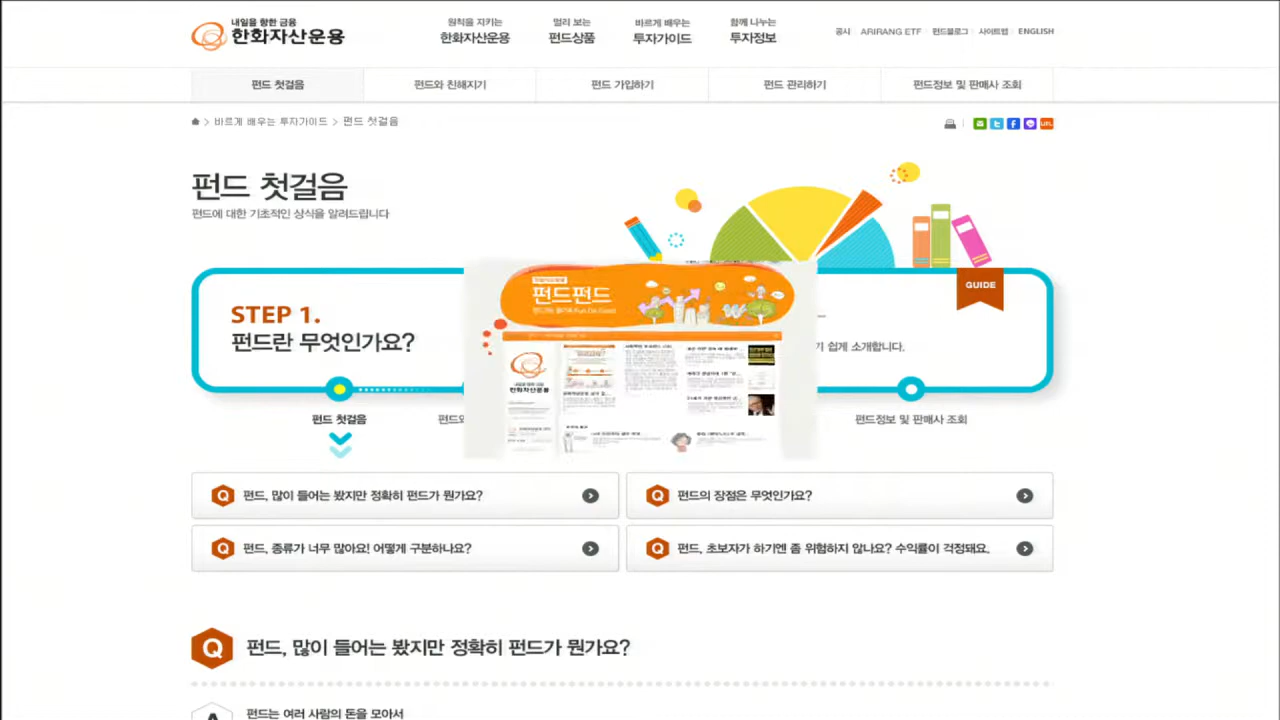 내일을 향한 금융
한화자산운용
원칙을 지키는
한화자산운용
멀리 보는
펀드상품
바르게 배우는
투자가이드
함께 나누는
투자정보
공시 ARIRANG ETF 펀드블로그 사이트맵 ENGLISH
펀드 첫걸음
펀드와 친해지기
펀드 가입하기
펀드 관리하기
펀드정보 및 판매사 조회
> 바르게 배우는 투자가이드 > 펀드 첫걸음
URL
펀드 첫걸음
펀드에 대한 기초적인 상식을 알려드립니다
GUIDE
STEP 1.
펀드란 무엇인가요?
펀드펀드
한화자산운용
기 쉽게 소개합니다.
펀드 첫걸음
펀드정보 및 판매사 조회
Q 펀드, 많이 들어는 봤지만 정확히 펀드가 뭔가요?
Q 펀드의 장점은 무엇인가요?
Q 펀드, 종류가 너무 많아요! 어떻게 구분하나요?
Q 펀드, 초보자가 하기엔 좀 위험하지 않나요? 수익률이 걱정돼요.
Q 펀드, 많이 들어는 봤지만 정확히 펀드가 뭔가요?
A 펀드는 여러 사람의 돈을 모아서